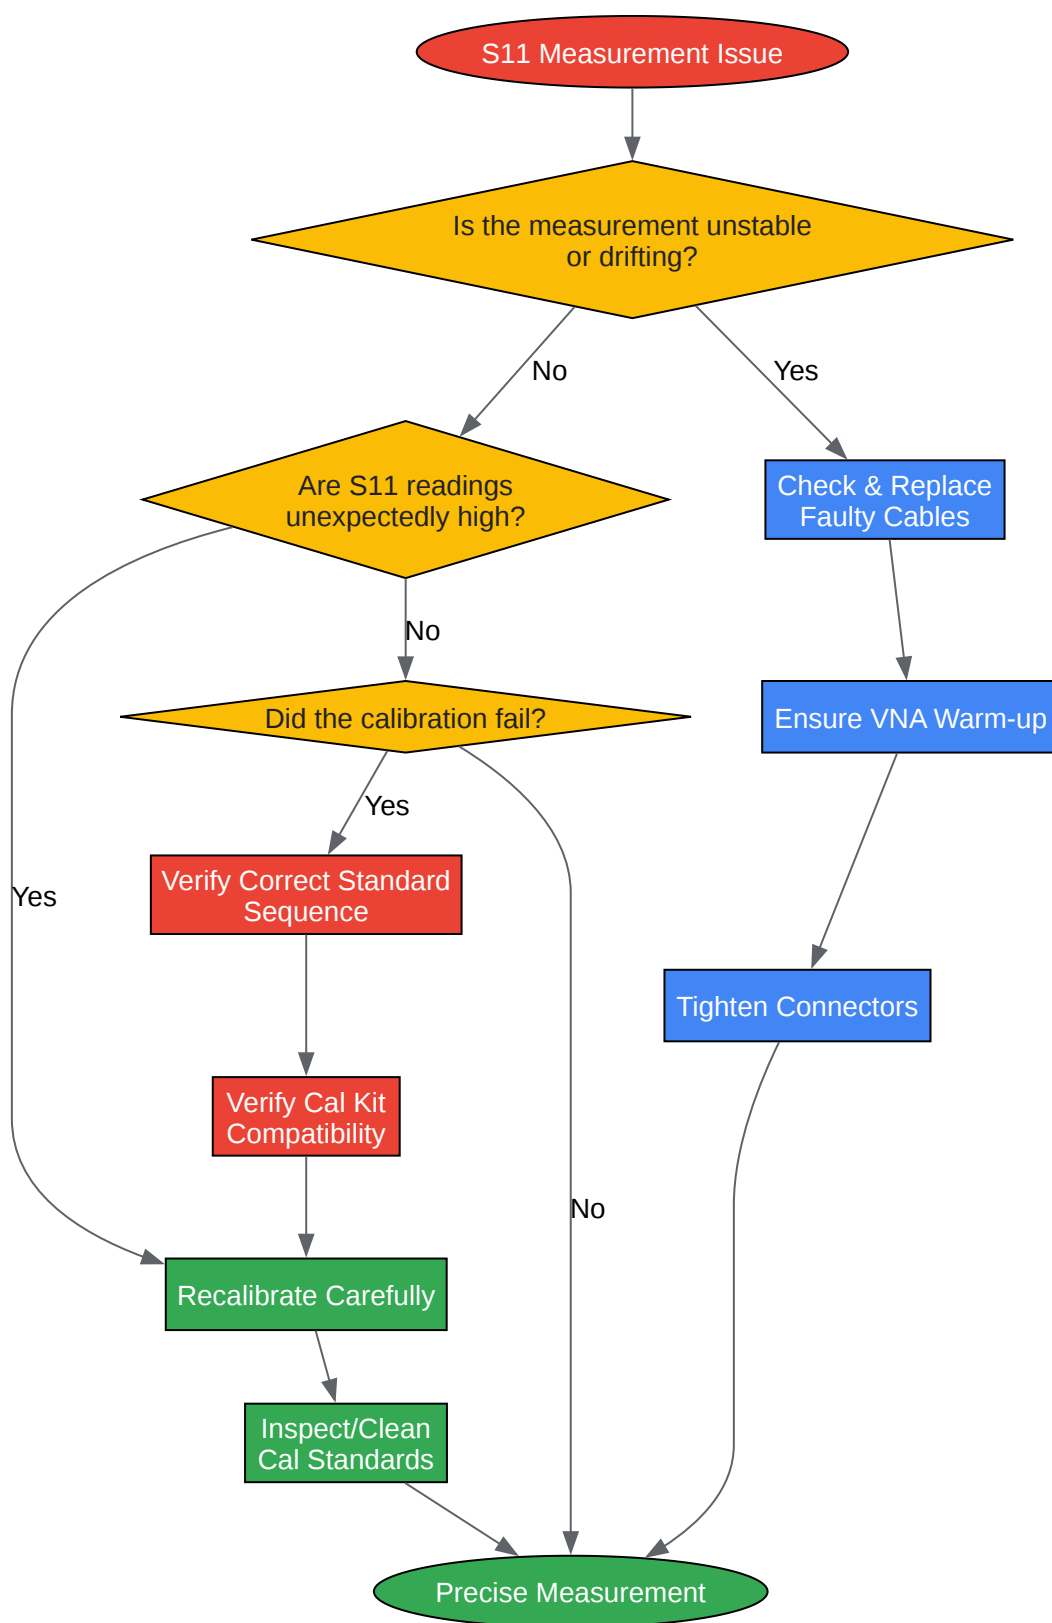 S11 Measurement Issue
Is the measurement unstable
or drifting?
No
Yes
Are S11 readings
unexpectedly high?
Check & Replace
Faulty Cables
No
Ensure VNA Warm-up
Did the calibration fail?
Yes
Verify Correct Standard
Sequence
Yes
Tighten Connectors
Verify Cal Kit
Compatibility
No
Recalibrate Carefully
Inspect/Clean
Cal Standards
Precise Measurement